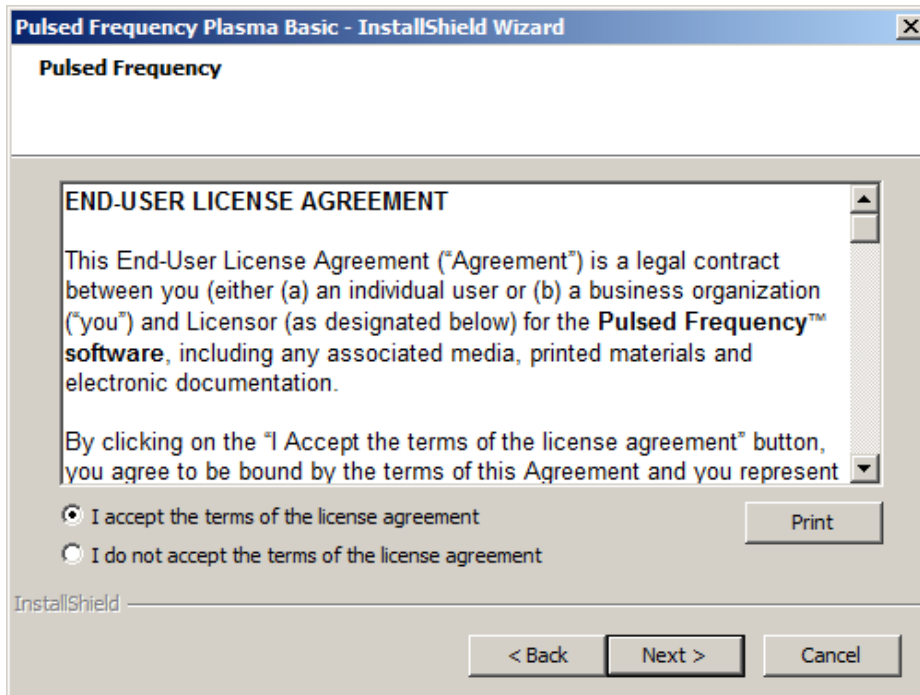 Pulsed Frequency Plasma Basic - InstallShield Wizard
Pulsed Frequency
END-USER LICENSE AGREEMENT
This End-User License Agreement (“Agreement”) is a legal contract
between you (either (a) an individual user or (b) a business organization
(“you”) and Licensor (as designated below) for the Pulsed Frequency™
software, including any associated media, printed materials and
electronic documentation.
By clicking on the “I Accept the terms of the license agreement” button,
you agree to be bound by the terms of this Agreement and you represent
I accept the terms of the license agreement
Print
I do not accept the terms of the license agreement
InstallShield
< Back Next > Cancel